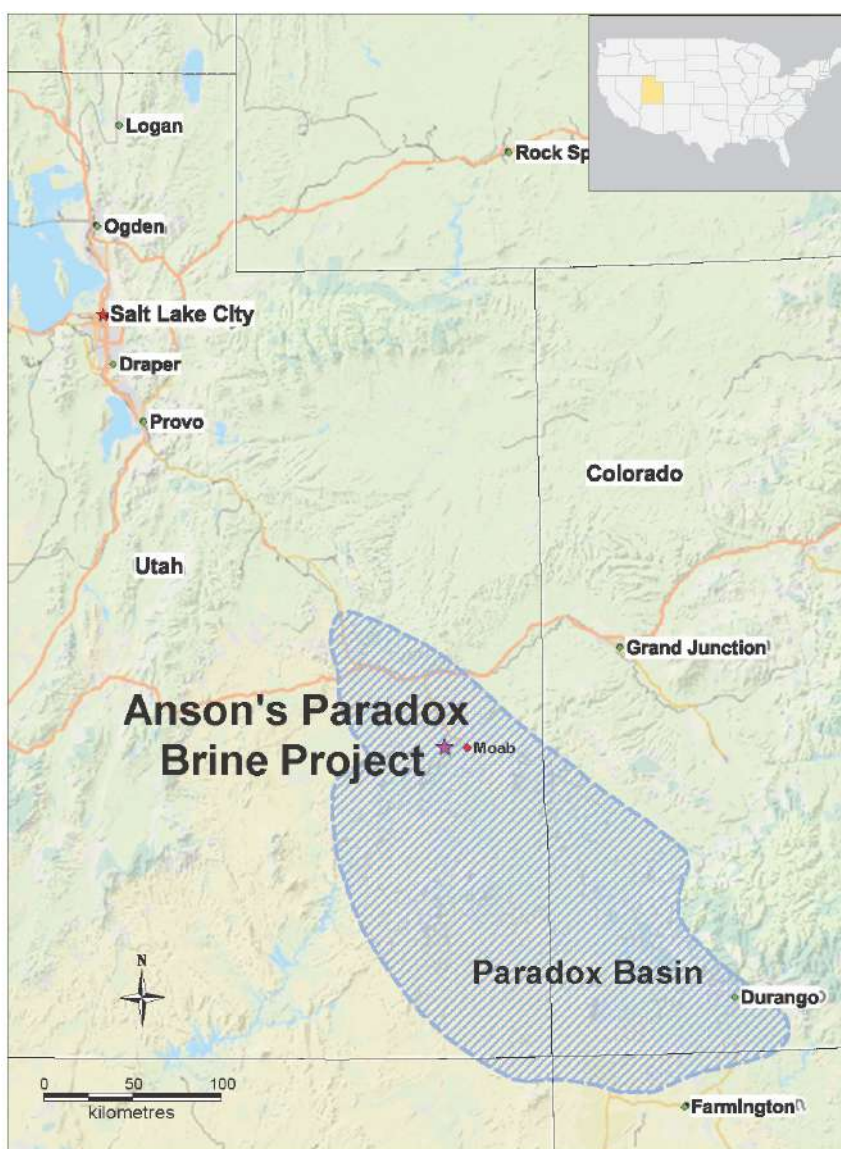 Logan
Rock Sp
Ogden
Salt Lake City
Draper
Provo
Colorado
Utah
Grand Junction
Anson's Paradox
Brine Project
Moab
Paradox Basin
N
Durango
0 50 100
kilometres
Farmington